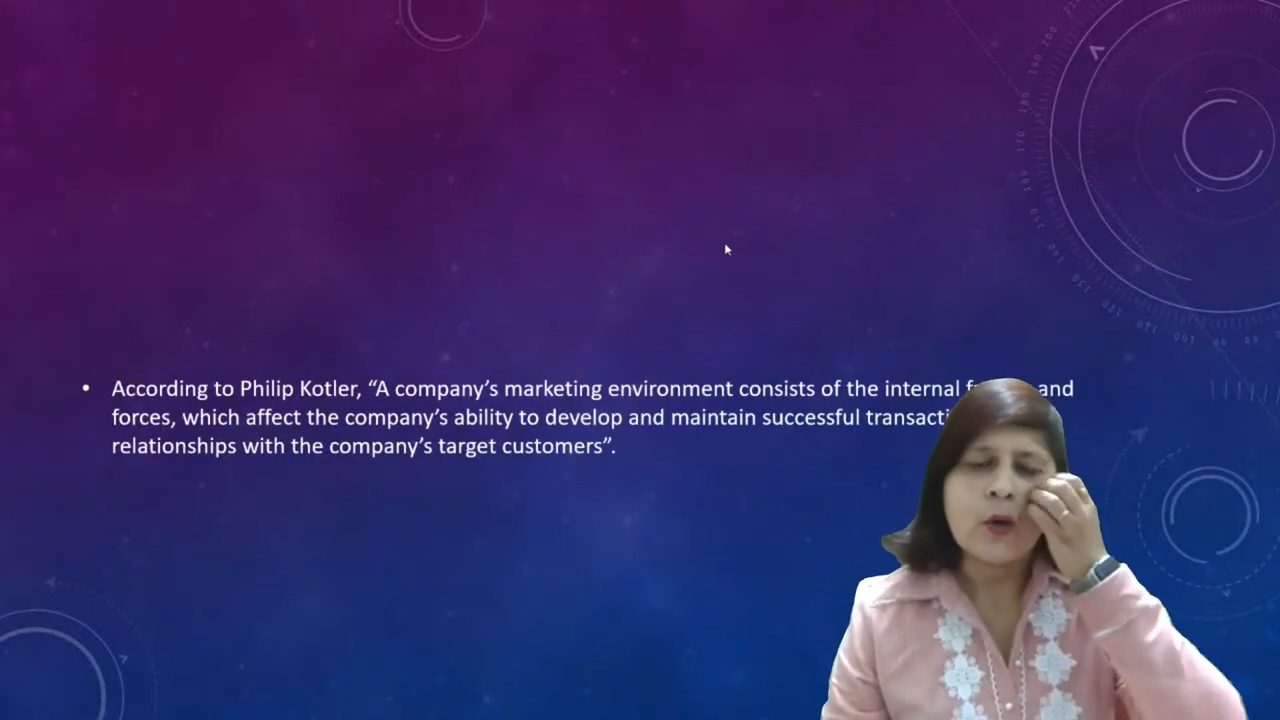 • According to Philip Kotler, “A company’s marketing environment consists of the internal and
forces, which affect the company’s ability to develop and maintain successful
relationships with the company’s target customers”.